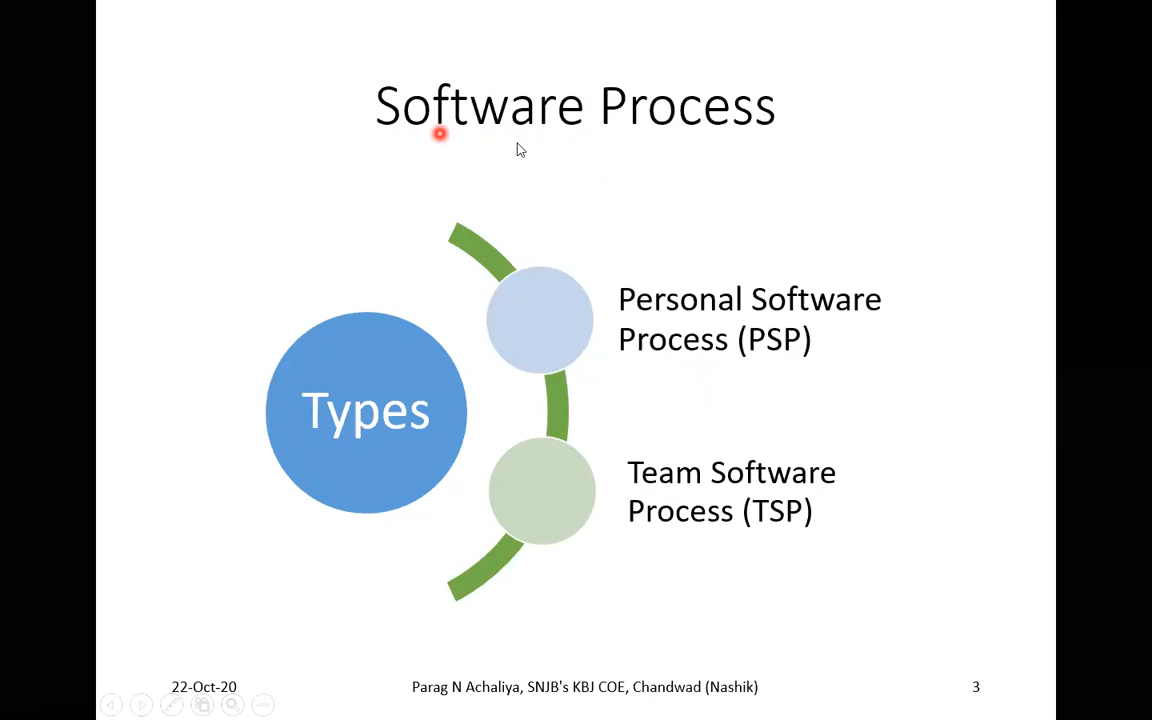 Software Process
Types
Personal Software
Process (PSP)
Team Software
Process (TSP)
22-Oct-20
Parag N Achaliya, SNJB's KBJ COE, Chandwad (Nashik)
3